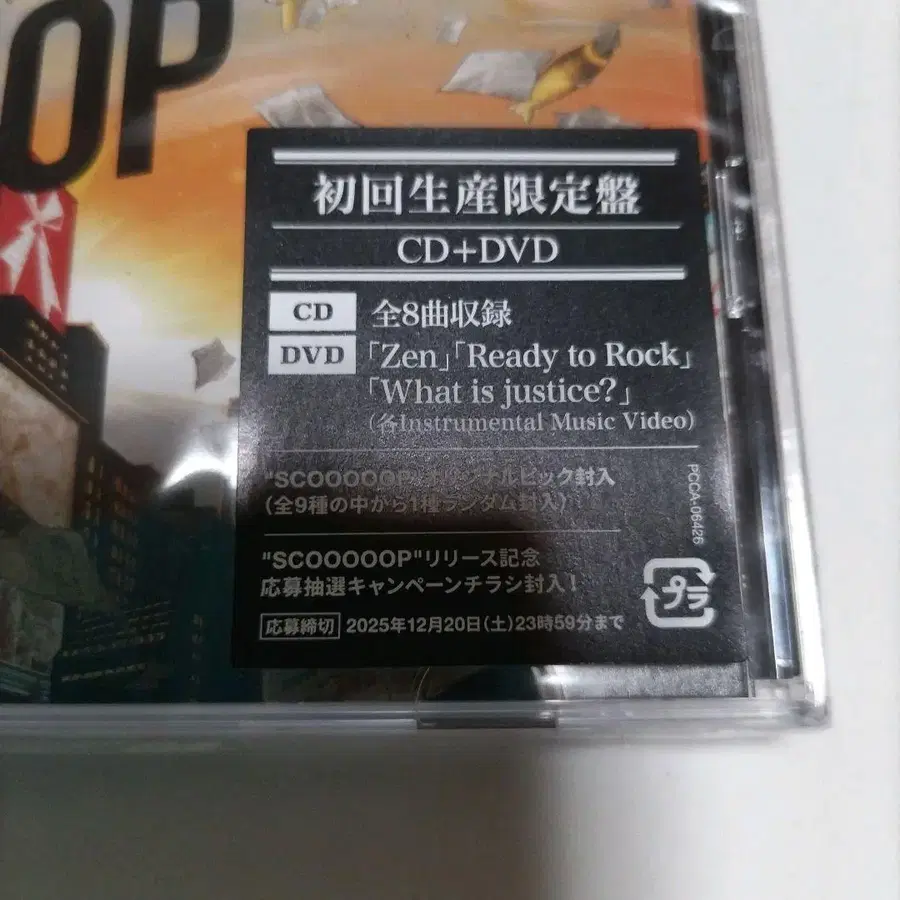 OP
初回生産限定盤
CD+DVD
CD 全8曲収録
DVD 「Zen」「Ready to Rock」
「What is justice?」
(各Instrumental Music Video)
"SCOOOOOP"オリジナルピック封入
(全9種の中から1種ランダム封入)
"SCOOOOOP"リリース記念
応募抽選キャンペーンチラシ封入!
応募締切 2025年12月20日(土)23時59分まで
PCCA-06426
プラ